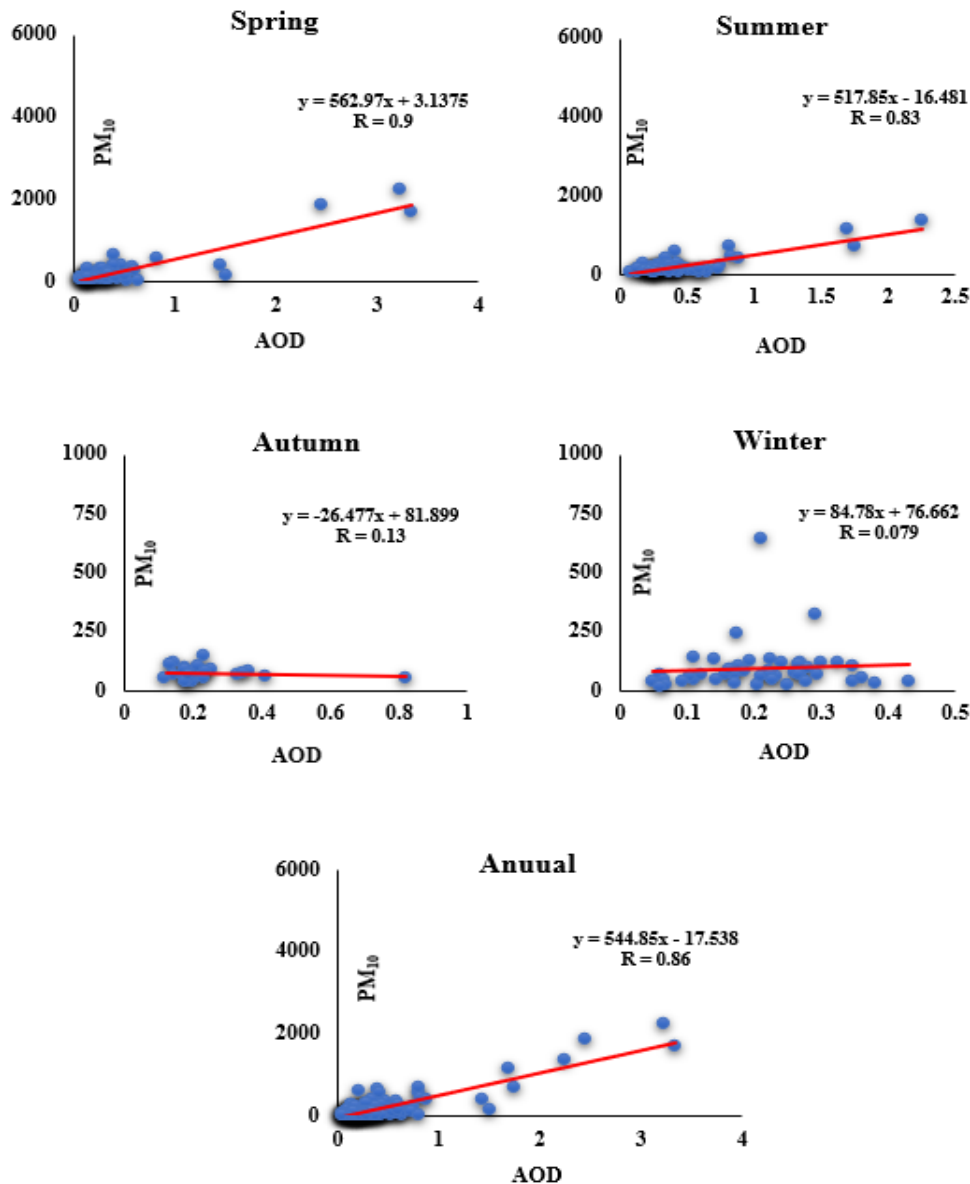 Spring
6000
4000
2000
0
PM₁₀
y = 562.97x + 3.1375
R = 0.9
0 1 2 3 4
AOD
Summer
6000
4000
2000
0
PM₁₀
y = 517.85x - 16.481
R = 0.83
0 0.5 1 1.5 2 2.5
AOD
Autumn
1000
750
500
250
0
PM₁₀
y = -26.477x + 81.899
R = 0.13
0 0.2 0.4 0.6 0.8 1
AOD
Winter
1000
750
500
250
0
PM₁₀
y = 84.78x + 76.662
R = 0.079
0 0.1 0.2 0.3 0.4 0.5
AOD
Anuual
6000
4000
2000
0
PM₁₀
y = 544.85x - 17.538
R = 0.86
0 1 2 3 4
AOD